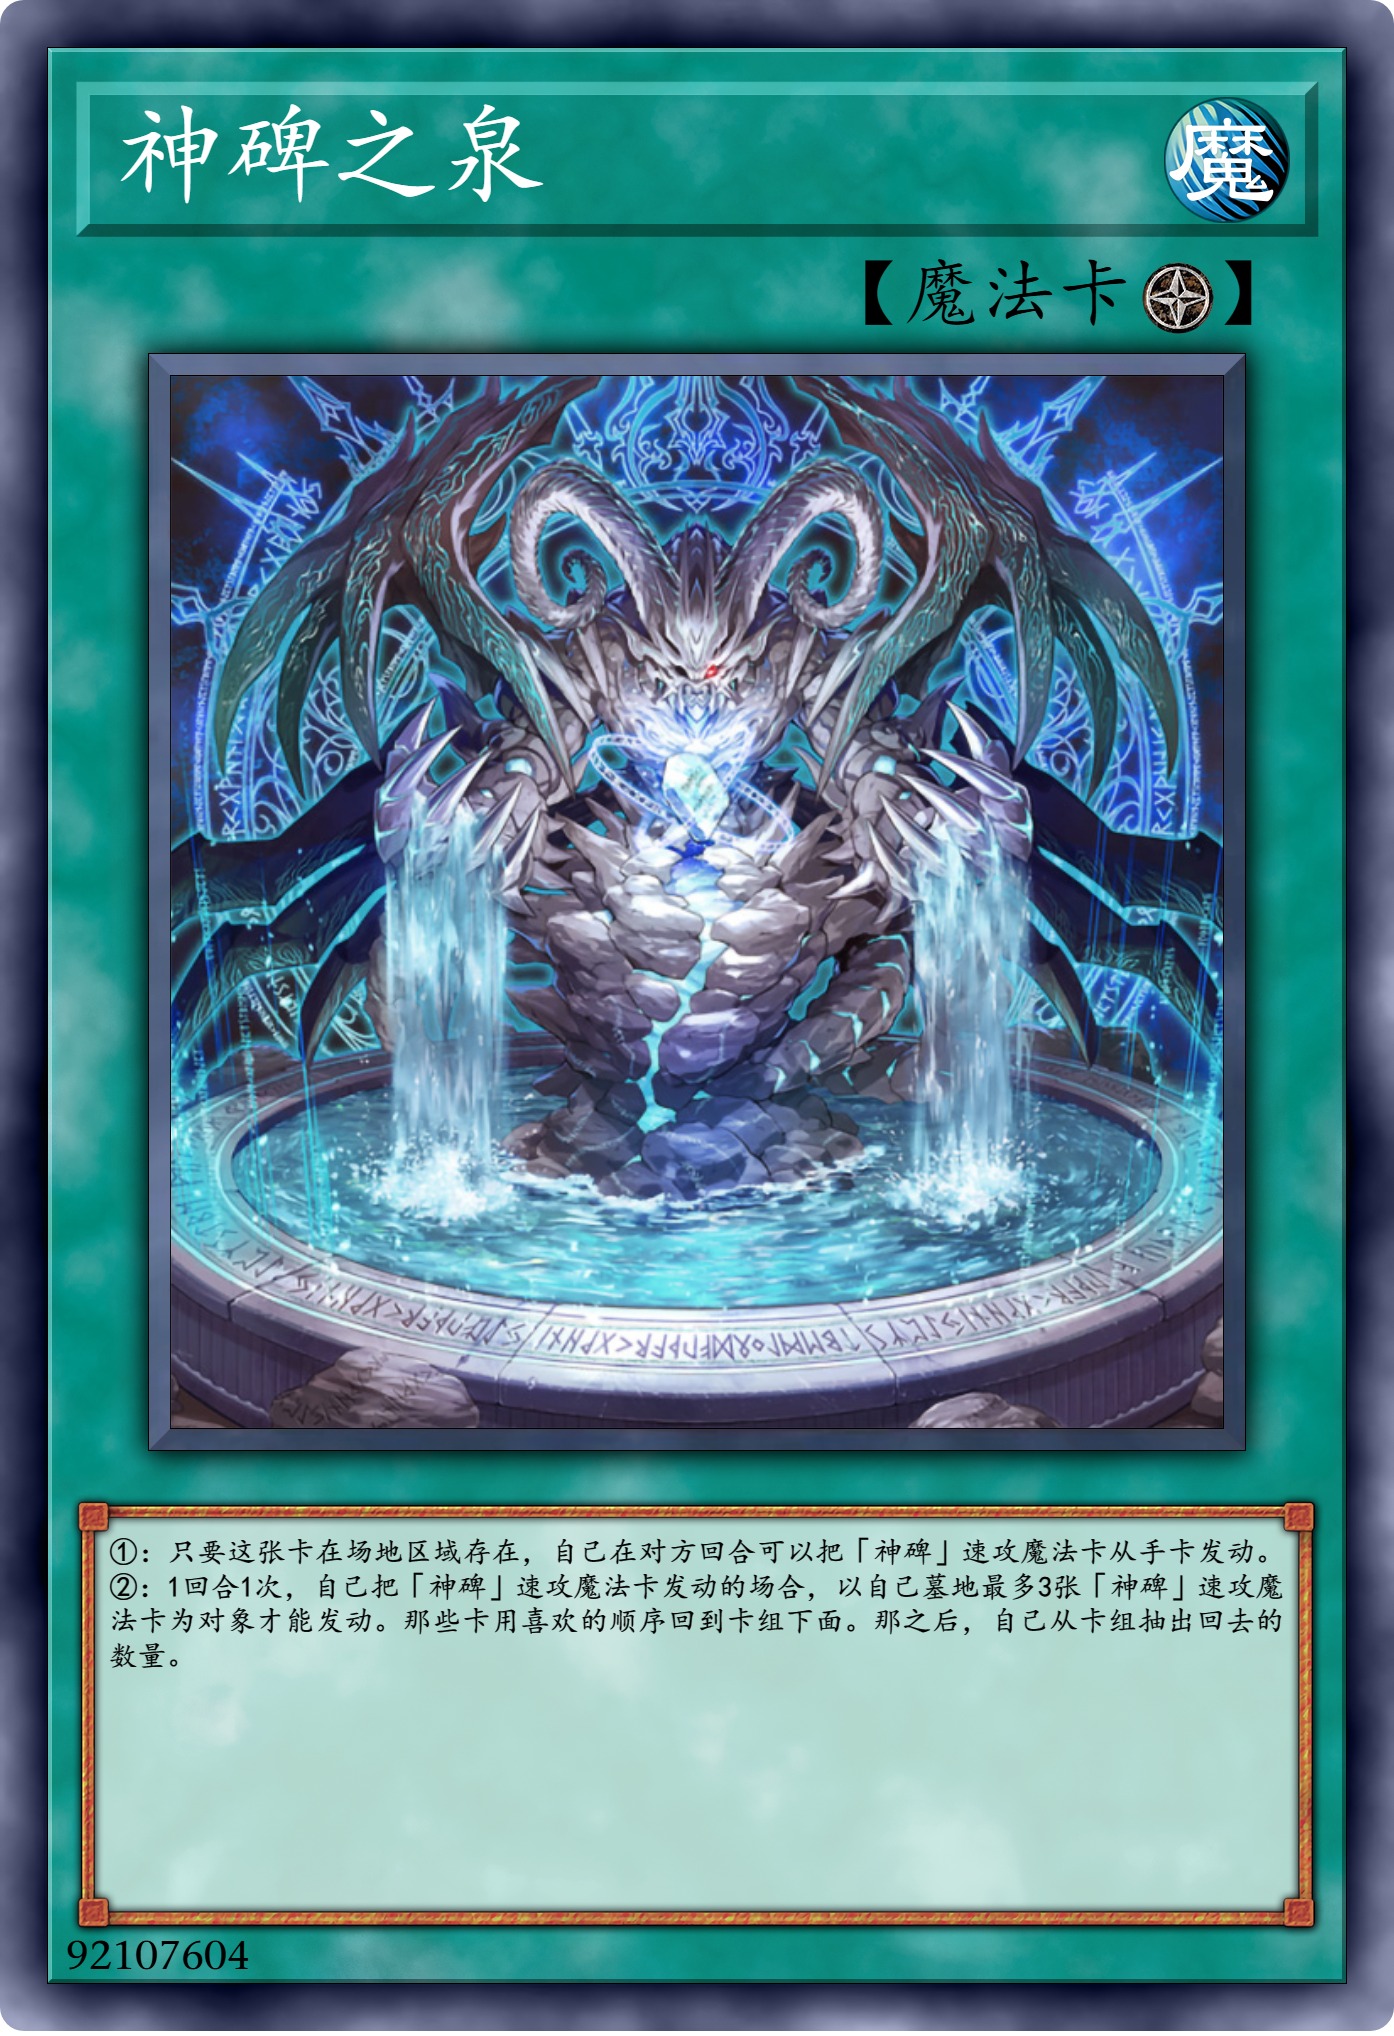 神碑之泉
魔
【魔法卡】
①：只要这张卡在场地区域存在，自己在对方回合可以把「神碑」速攻魔法卡从手卡发动。
②：1回合1次，自己把「神碑」速攻魔法卡发动的场合，以自己墓地最多3张「神碑」速攻魔
法卡为对象才能发动。那些卡用喜欢的顺序回到卡组下面。那之后，自己从卡组抽出回去的
数量。
92107604